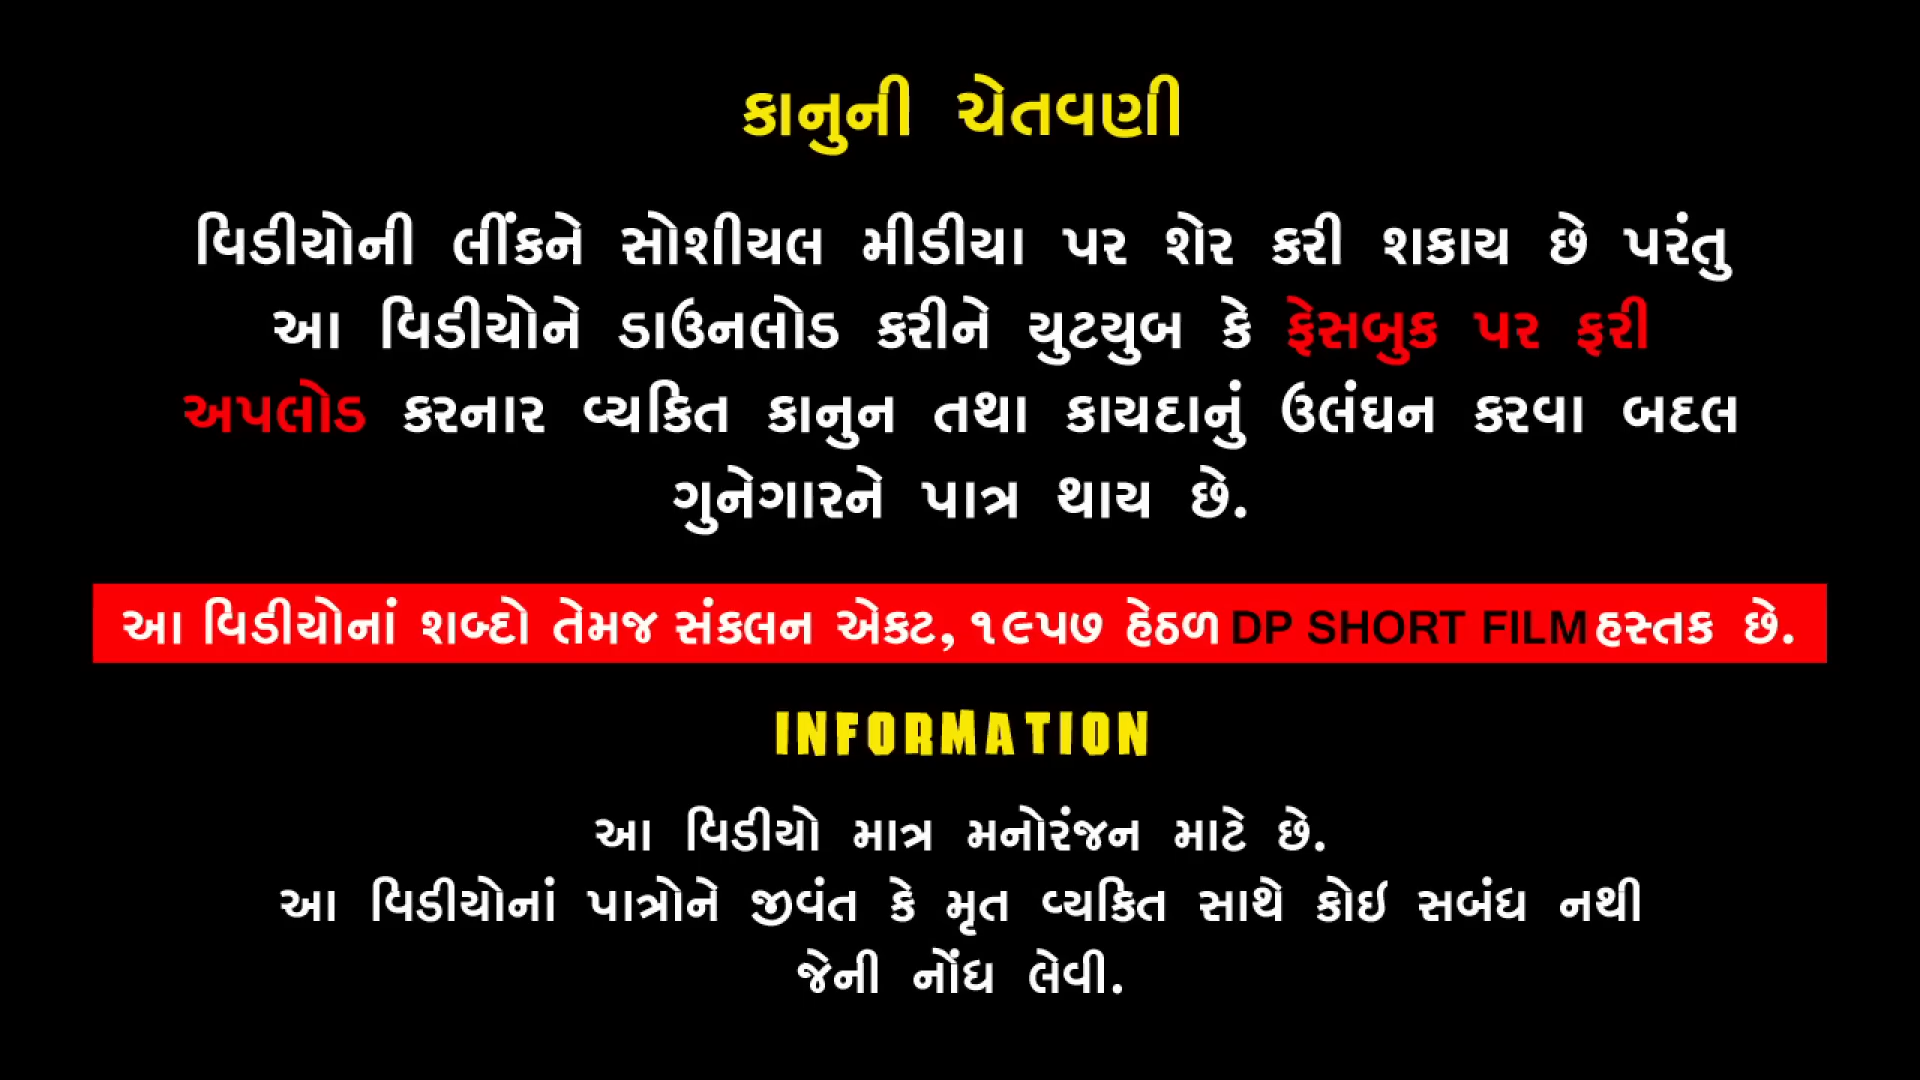 કાનુની ચેતવણી
વિડીયોની લીંકને સોશીયલ મીડીયા પર શેર કરી શકાય છે પરંતુ
આ વિડીયોને ડાઉનલોડ કરીને યુટયુબ કે ફેસબુક પર ફરી
અપલોડ કરનાર વ્યકિત કાનુન તથા કાયદાનું ઉલંઘન કરવા બદલ
ગુનેગારને પાત્ર થાય છે.
આ વિડીયોનાં શબ્દો તેમજ સંકલન એકટ, ૧૯૫૭ હેઠળ DP SHORT FILM હસ્તક છે.
INFORMATION
આ વિડીયો માત્ર મનોરંજન માટે છે.
આ વિડીયોનાં પાત્રોને જીવંત કે મૃત વ્યકિત સાથે કોઇ સબંધ નથી
જેની નોંધ લેવી.